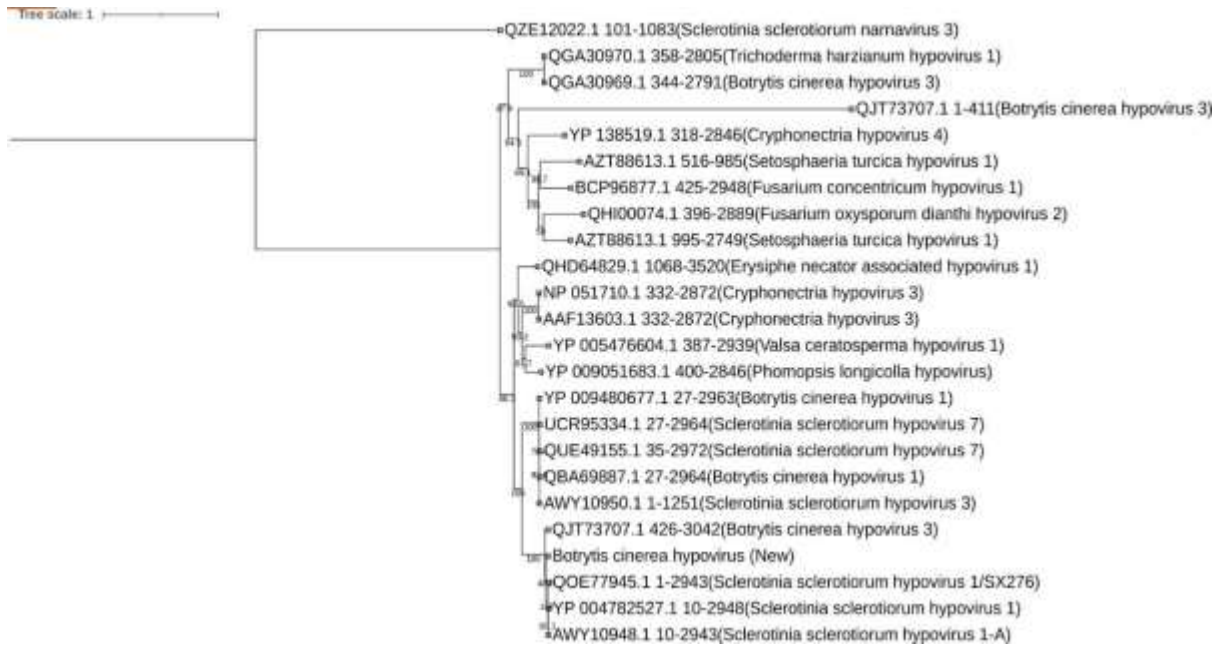 Tree scale: 1
QZE12022.1 101-1083(Sclerotinia sclerotiorum narnavirus 3)
QGA30970.1 358-2805(Trichoderma harzianum hypovirus 1)
QGA30969.1 344-2791(Botrytis cinerea hypovirus 3)
QJT73707.1 1-411(Botrytis cinerea hypovirus 3)
YP 138519.1 318-2846(Cryphonectria hypovirus 4)
AZT88613.1 516-985(Setosphaeria turcica hypovirus 1)
BCP96877.1 425-2948(Fusarium concentricum hypovirus 1)
QHI00074.1 396-2889(Fusarium oxysporum dianthi hypovirus 2)
AZT88613.1 995-2749(Setosphaeria turcica hypovirus 1)
QHD64829.1 1068-3520(Erysiphe necator associated hypovirus 1)
NP 051710.1 332-2872(Cryphonectria hypovirus 3)
AAF13603.1 332-2872(Cryphonectria hypovirus 3)
YP 005476604.1 387-2939(Valsa ceratosperma hypovirus 1)
YP 009051683.1 400-2846(Phomopsis longicolla hypovirus)
YP 009480677.1 27-2963(Botrytis cinerea hypovirus 1)
UCR95334.1 27-2964(Sclerotinia sclerotiorum hypovirus 7)
QUE49155.1 35-2972(Sclerotinia sclerotiorum hypovirus 7)
QBA69887.1 27-2964(Botrytis cinerea hypovirus 1)
AWY10950.1 1-1251(Sclerotinia sclerotiorum hypovirus 3)
QJT73707.1 426-3042(Botrytis cinerea hypovirus 3)
Botrytis cinerea hypovirus (New)
QOE77945.1 1-2943(Sclerotinia sclerotiorum hypovirus 1/SX276)
YP 004782527.1 10-2948(Sclerotinia sclerotiorum hypovirus 1)
AWY10948.1 10-2943(Sclerotinia sclerotiorum hypovirus 1-A)